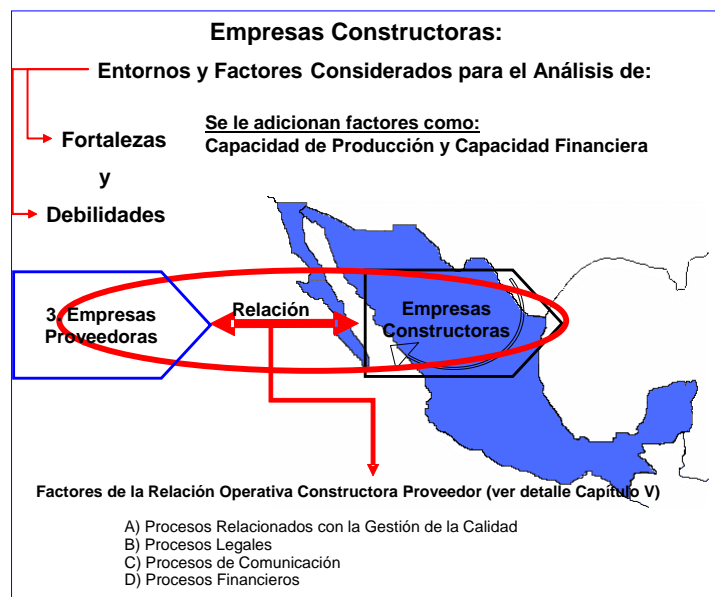 Empresas Constructoras:
Entornos y Factores Considerados para el Análisis de:
Se le adicionan factores como:
Capacidad de Producción y Capacidad Financiera
Fortalezas
y
Debilidades
3. Empresas
Proveedoras
Relación
Empresas
Constructoras
Factores de la Relación Operativa Constructora Proveedor (ver detalle Capítulo V)
A) Procesos Relacionados con la Gestión de la Calidad
B) Procesos Legales
C) Procesos de Comunicación
D) Procesos Financieros